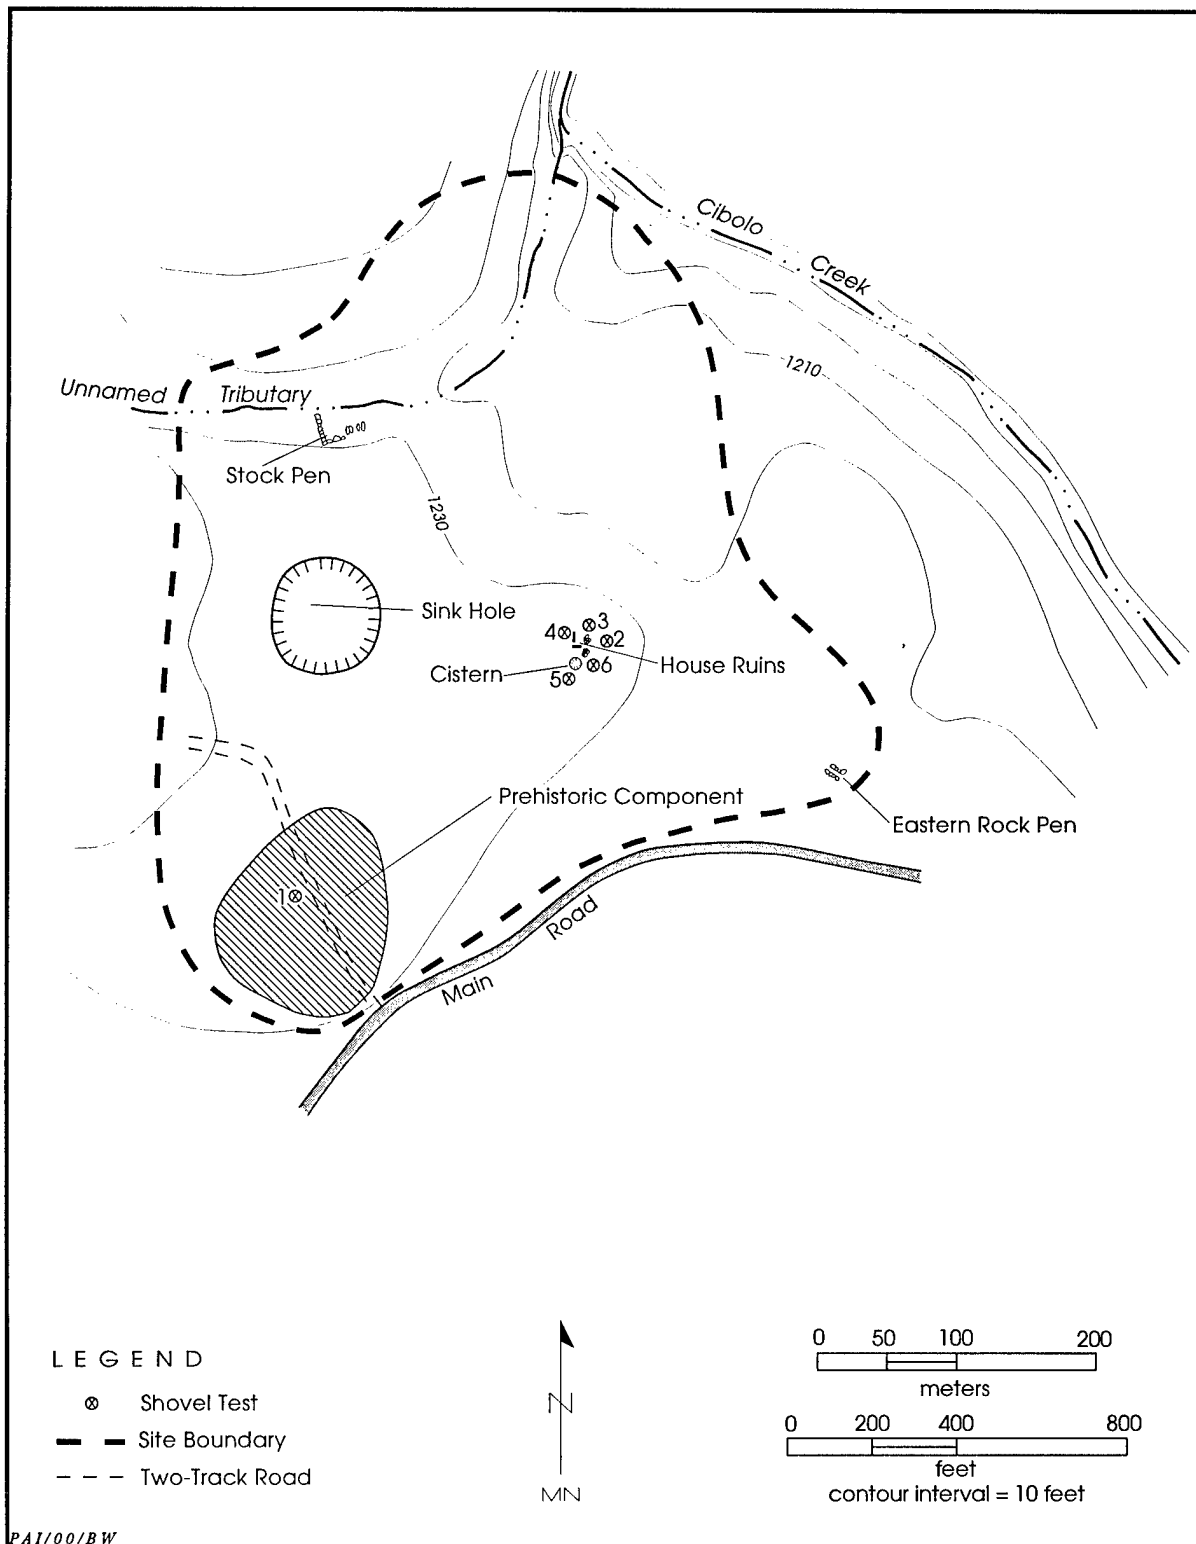 Cibolo
Creek
1210
Unnamed Tributary
Stock Pen
1230
Sink Hole
3
4
2
House Ruins
Cistern
6
5
Prehistoric Component
Eastern Rock Pen
1
Road
Main
LEGEND
Shovel Test
Site Boundary
Two-Track Road
N
MN
0 50 100 200
meters
0 200 400 800
feet
contour interval = 10 feet
PAI/00/BW